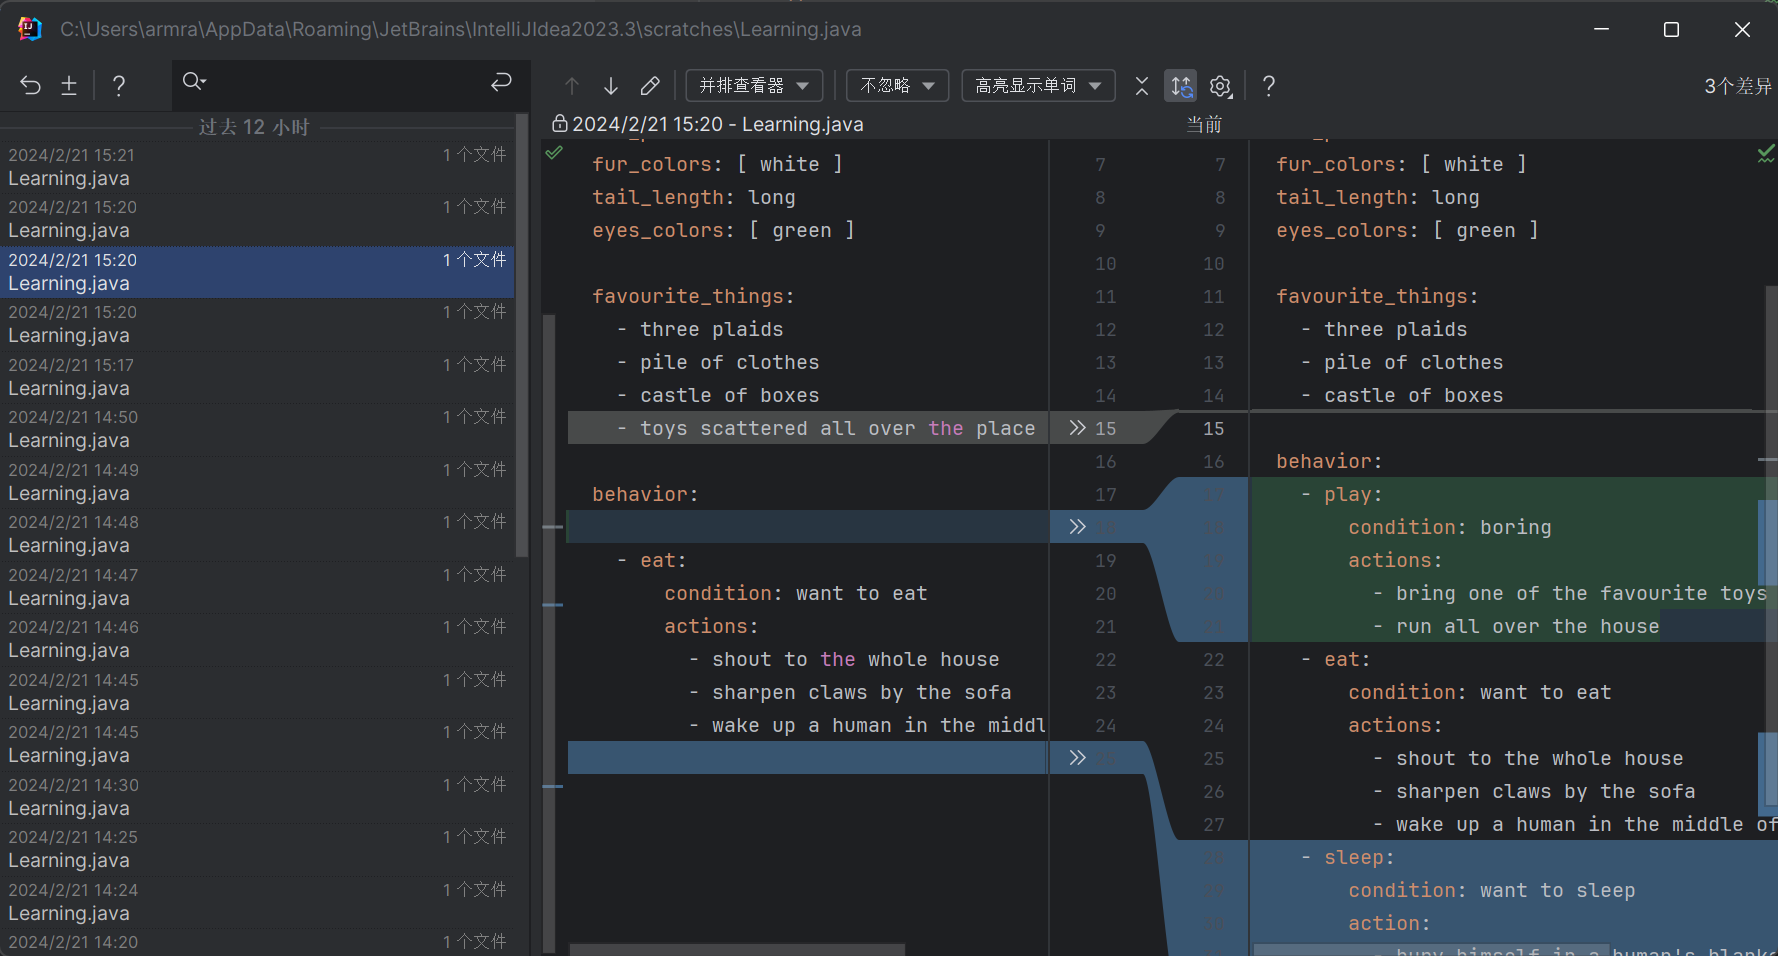 C:\Users\armra\AppData\Roaming\JetBrains\IntelliJIdea2023.3\scratches\Learning.java
并排查看器
不忽略
高亮显示单词
3个差异
过去 12 小时
2024/2/21 15:21 1 个文件
Learning.java
2024/2/21 15:20 1 个文件
Learning.java
2024/2/21 15:20 1 个文件
Learning.java
2024/2/21 15:20 1 个文件
Learning.java
2024/2/21 15:17 1 个文件
Learning.java
2024/2/21 14:50 1 个文件
Learning.java
2024/2/21 14:49 1 个文件
Learning.java
2024/2/21 14:48 1 个文件
Learning.java
2024/2/21 14:47 1 个文件
Learning.java
2024/2/21 14:46 1 个文件
Learning.java
2024/2/21 14:45 1 个文件
Learning.java
2024/2/21 14:45 1 个文件
Learning.java
2024/2/21 14:30 1 个文件
Learning.java
2024/2/21 14:25 1 个文件
Learning.java
2024/2/21 14:24 1 个文件
Learning.java
2024/2/21 14:20 1 个文件
2024/2/21 15:20 - Learning.java
fur_colors: [ white ] 7
tail_length: long 8
eyes_colors: [ green ] 9
10
favourite_things: 11
- three plaids 12
- pile of clothes 13
- castle of boxes 14
- toys scattered all over the place 15
16
behavior: 17
- eat: 19
condition: want to eat 20
actions: 21
- shout to the whole house 22
- sharpen claws by the sofa 23
- wake up a human in the middl 24
当前
7 fur_colors: [ white ]
8 tail_length: long
9 eyes_colors: [ green ]
10
11 favourite_things:
12 - three plaids
13 - pile of clothes
14 - castle of boxes
15
16 behavior:
- play:
condition: boring
actions:
- bring one of the favourite toys
- run all over the house
22 - eat:
23 condition: want to eat
24 actions:
25 - shout to the whole house
26 - sharpen claws by the sofa
27 - wake up a human in the middle of
- sleep:
condition: want to sleep
action:
- bury himself in a human's blank